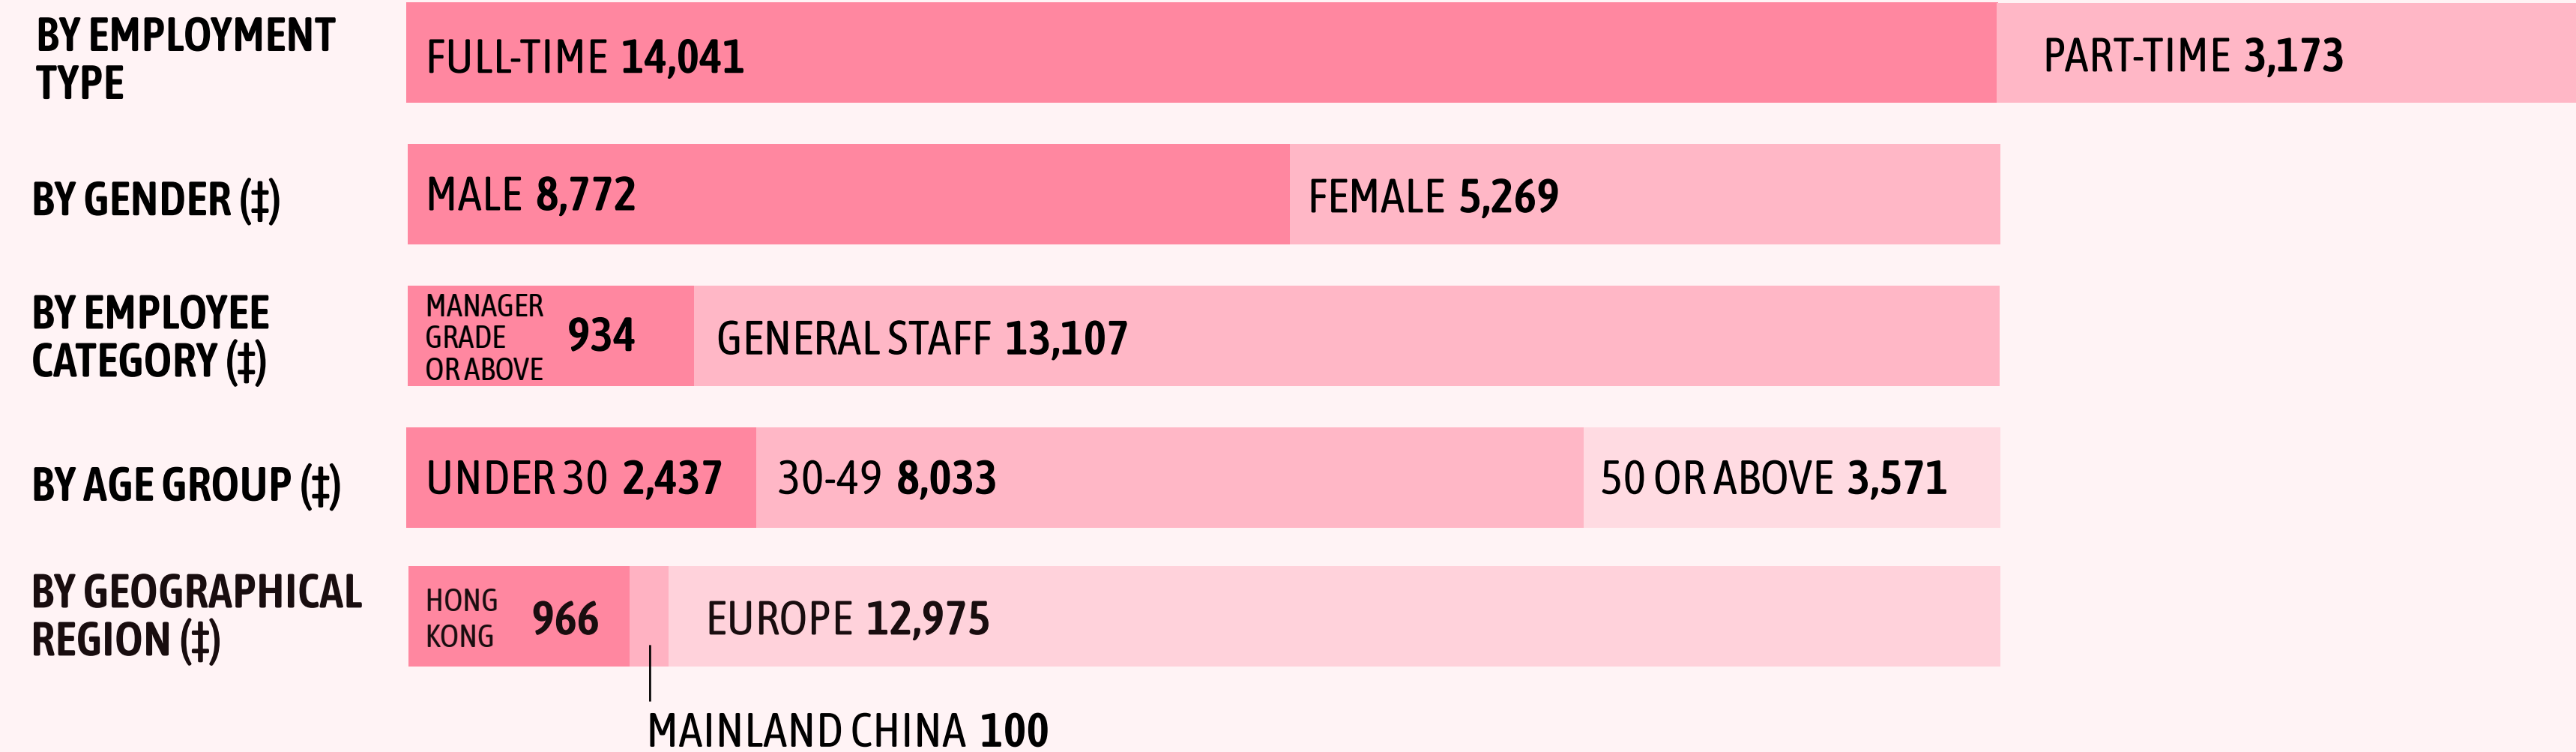 BY EMPLOYMENT
TYPE
FULL-TIME 14,041
PART-TIME 3,173
BY GENDER (‡)
MALE 8,772
FEMALE 5,269
BY EMPLOYEE
CATEGORY (‡)
MANAGER
GRADE
OR ABOVE
934
GENERAL STAFF 13,107
BY AGE GROUP (‡)
UNDER 30 2,437
30-49 8,033
50 OR ABOVE 3,571
BY GEOGRAPHICAL
REGION (‡)
HONG
KONG
966
EUROPE 12,975
MAINLAND CHINA 100